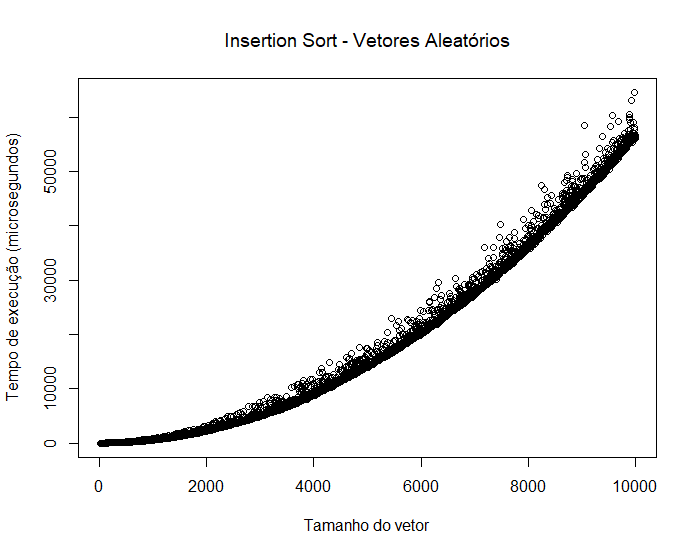 Insertion Sort - Vetores Aleatórios
Tempo de execução (microsegundos)
50000
30000
10000
0
0 2000 4000 6000 8000 10000
Tamanho do vetor